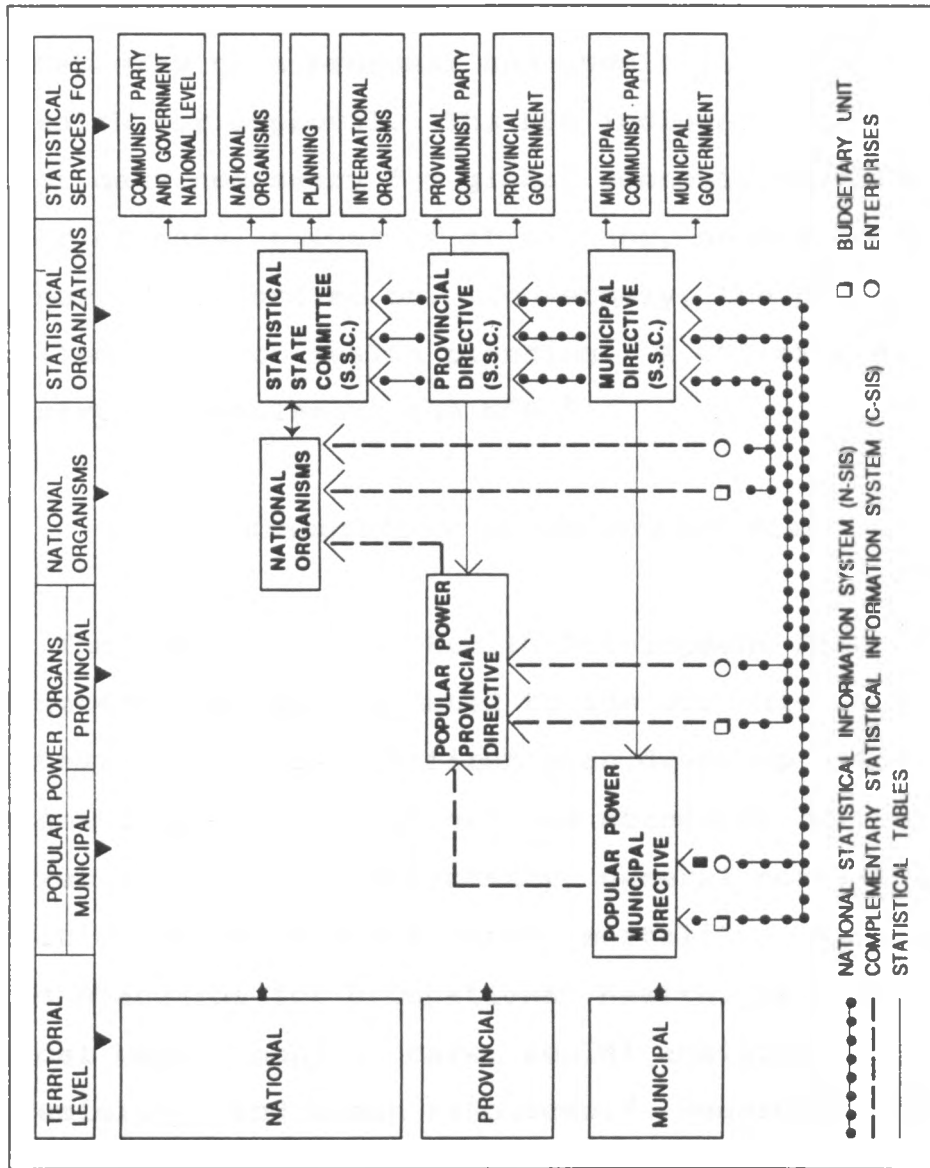 TERRITORIAL
LEVEL
POPULAR POWER ORGANS
MUNICIPAL
PROVINCIAL
NATIONAL
ORGANISMS
STATISTICAL
ORGANIZATIONS
STATISTICAL
SERVICES FOR:
NATIONAL
NATIONAL
ORGANISMS
STATISTICAL
STATE
COMMITTEE
(S.S.C.)
COMMUNIST PARTY
AND GOVERNMENT
NATIONAL LEVEL
NATIONAL
ORGANISMS
PLANNING
INTERNATIONAL
ORGANISMS
PROVINCIAL
POPULAR POWER
PROVINCIAL
DIRECTIVE
PROVINCIAL
DIRECTIVE
(S.S.C.)
PROVINCIAL
COMMUNIST PARTY
PROVINCIAL
GOVERNMENT
MUNICIPAL
POPULAR POWER
MUNICIPAL
DIRECTIVE
MUNICIPAL
DIRECTIVE
(S.S.C.)
MUNICIPAL
COMMUNIST · PARTY
MUNICIPAL
GOVERNMENT
NATIONAL STATISTICAL INFORMATION SYSTEM (N-SIS)
COMPLEMENTARY STATISTICAL INFORMATION SYSTEM (C-SIS)
STATISTICAL TABLES
BUDGETARY UNIT
ENTERPRISES